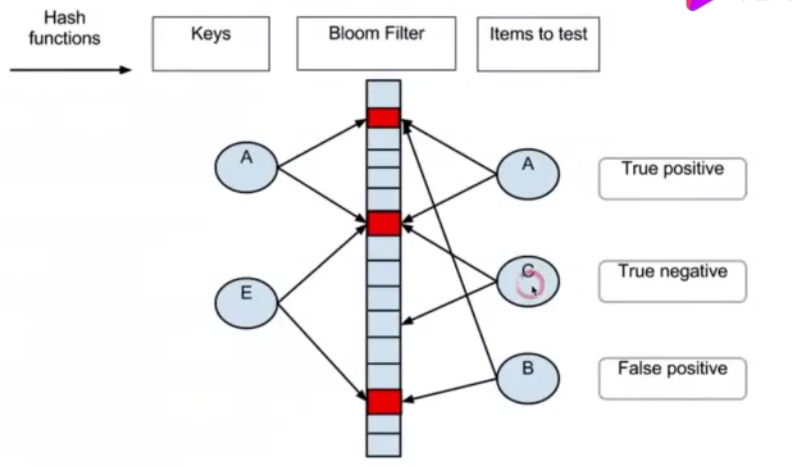 Hash
functions
Keys
Bloom Filter
Items to test
A
A
True positive
C
True negative
E
B
False positive